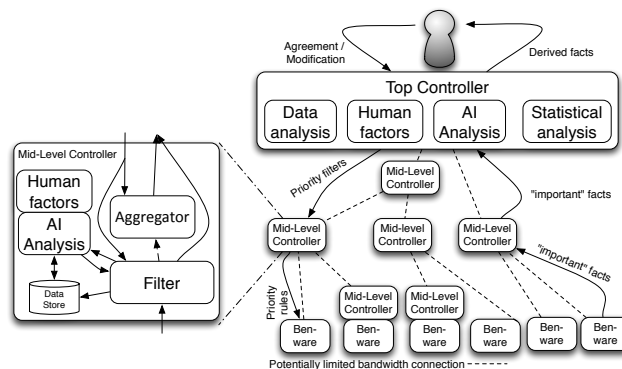 Agreement /
Modification
Derived facts
Top Controller
Data
analysis
Human
factors
AI
Analysis
Statistical
analysis
Mid-Level Controller
Human
factors
AI
Analysis
Aggregator
Filter
Data
Store
Priority filters
Mid-Level
Controller
"important" facts
Mid-Level
Controller
Mid-Level
Controller
Mid-Level
Controller
"important" facts
Priority
rules
Mid-Level
Controller
Mid-Level
Controller
Ben-
ware
Ben-
ware
Ben-
ware
Ben-
ware
Ben-
ware
Ben-
ware
Potentially limited bandwidth connection